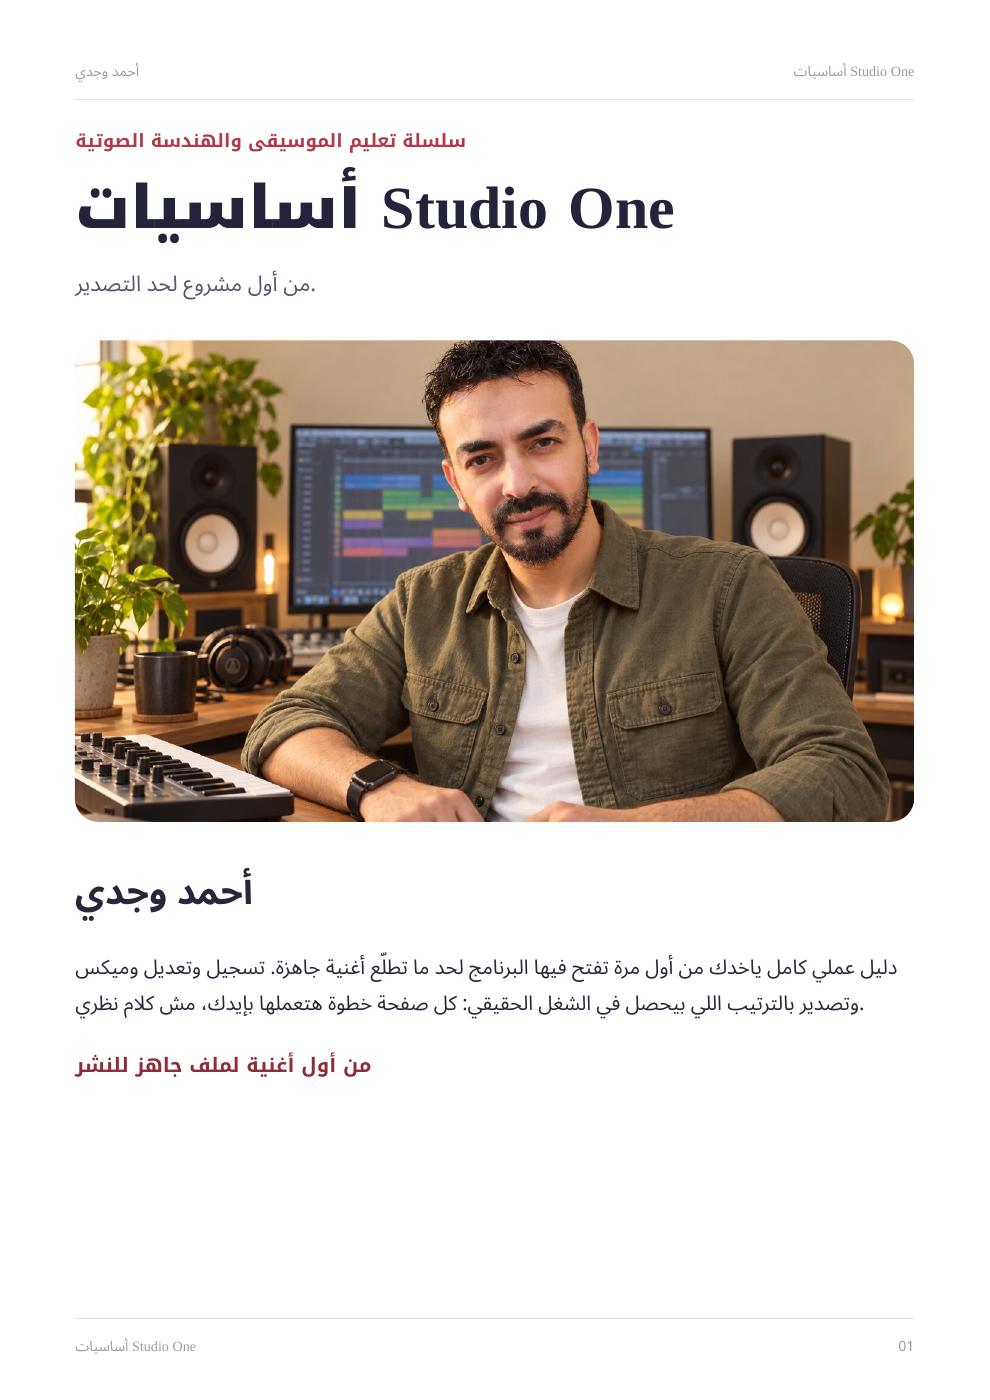 أساسيات Studio One
أحمد وجدي
سلسلة تعليم الموسيقى والهندسة الصوتية
أساسيات Studio One
من أول مشروع لحد التصدير.
أحمد وجدي
دليل عملي كامل ياخدك من أول مرة تفتح فيها البرنامج لحد ما تطلّع أغنية جاهزة. تسجيل وتعديل وميكس
وتصدير بالترتيب اللي بيحصل في الشغل الحقيقي: كل صفحة خطوة هتعملها بإيدك، مش كلام نظري.
من أول أغنية لملف جاهز للنشر
أساسيات Studio One
01